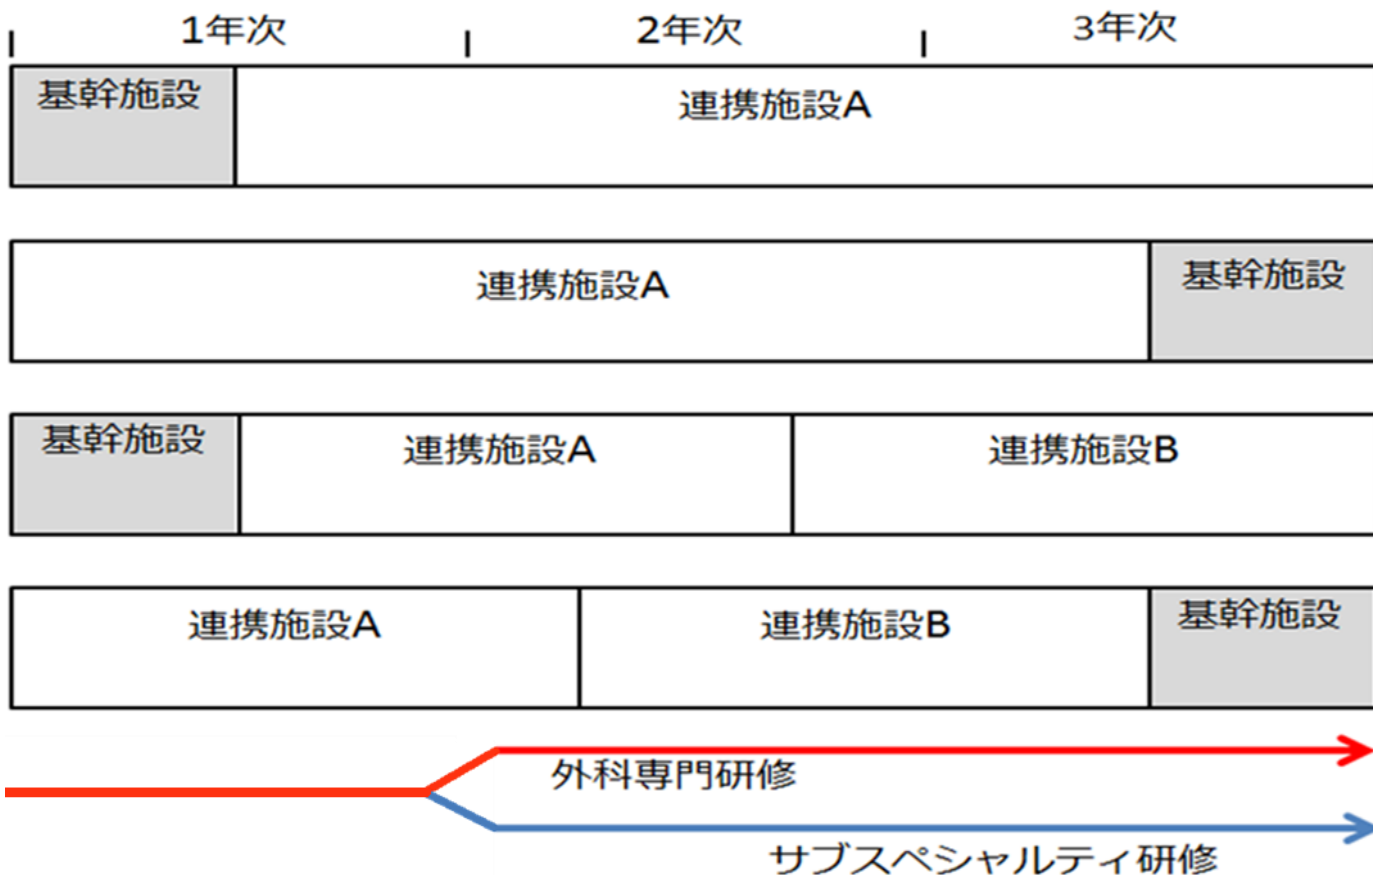 1年次 2年次 3年次
基幹施設 連携施設A
連携施設A 基幹施設
基幹施設 連携施設A 連携施設B
連携施設A 連携施設B 基幹施設
外科専門研修
サブスペシャルティ研修